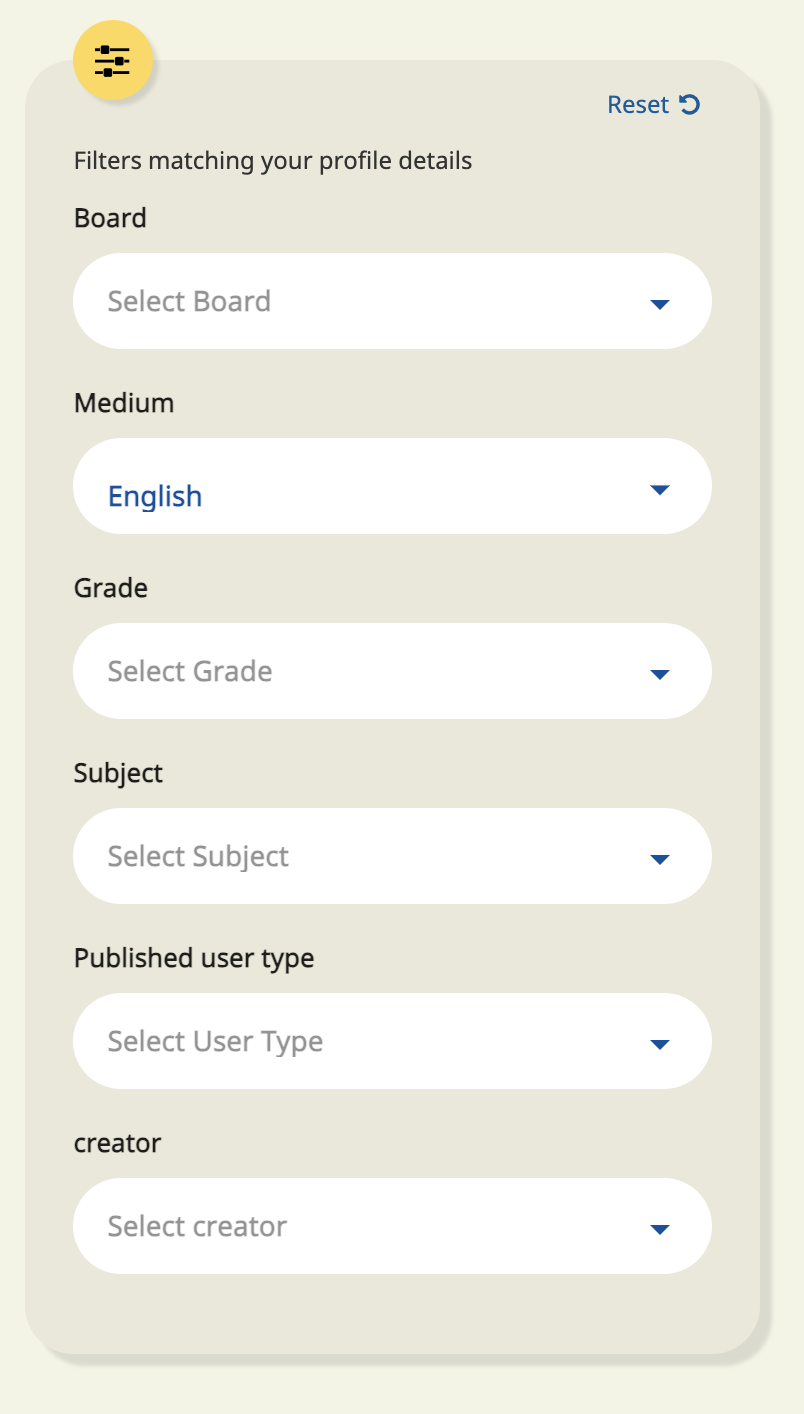 Reset
Filters matching your profile details
Board
Select Board
Medium
English
Grade
Select Grade
Subject
Select Subject
Published user type
Select User Type
creator
Select creator